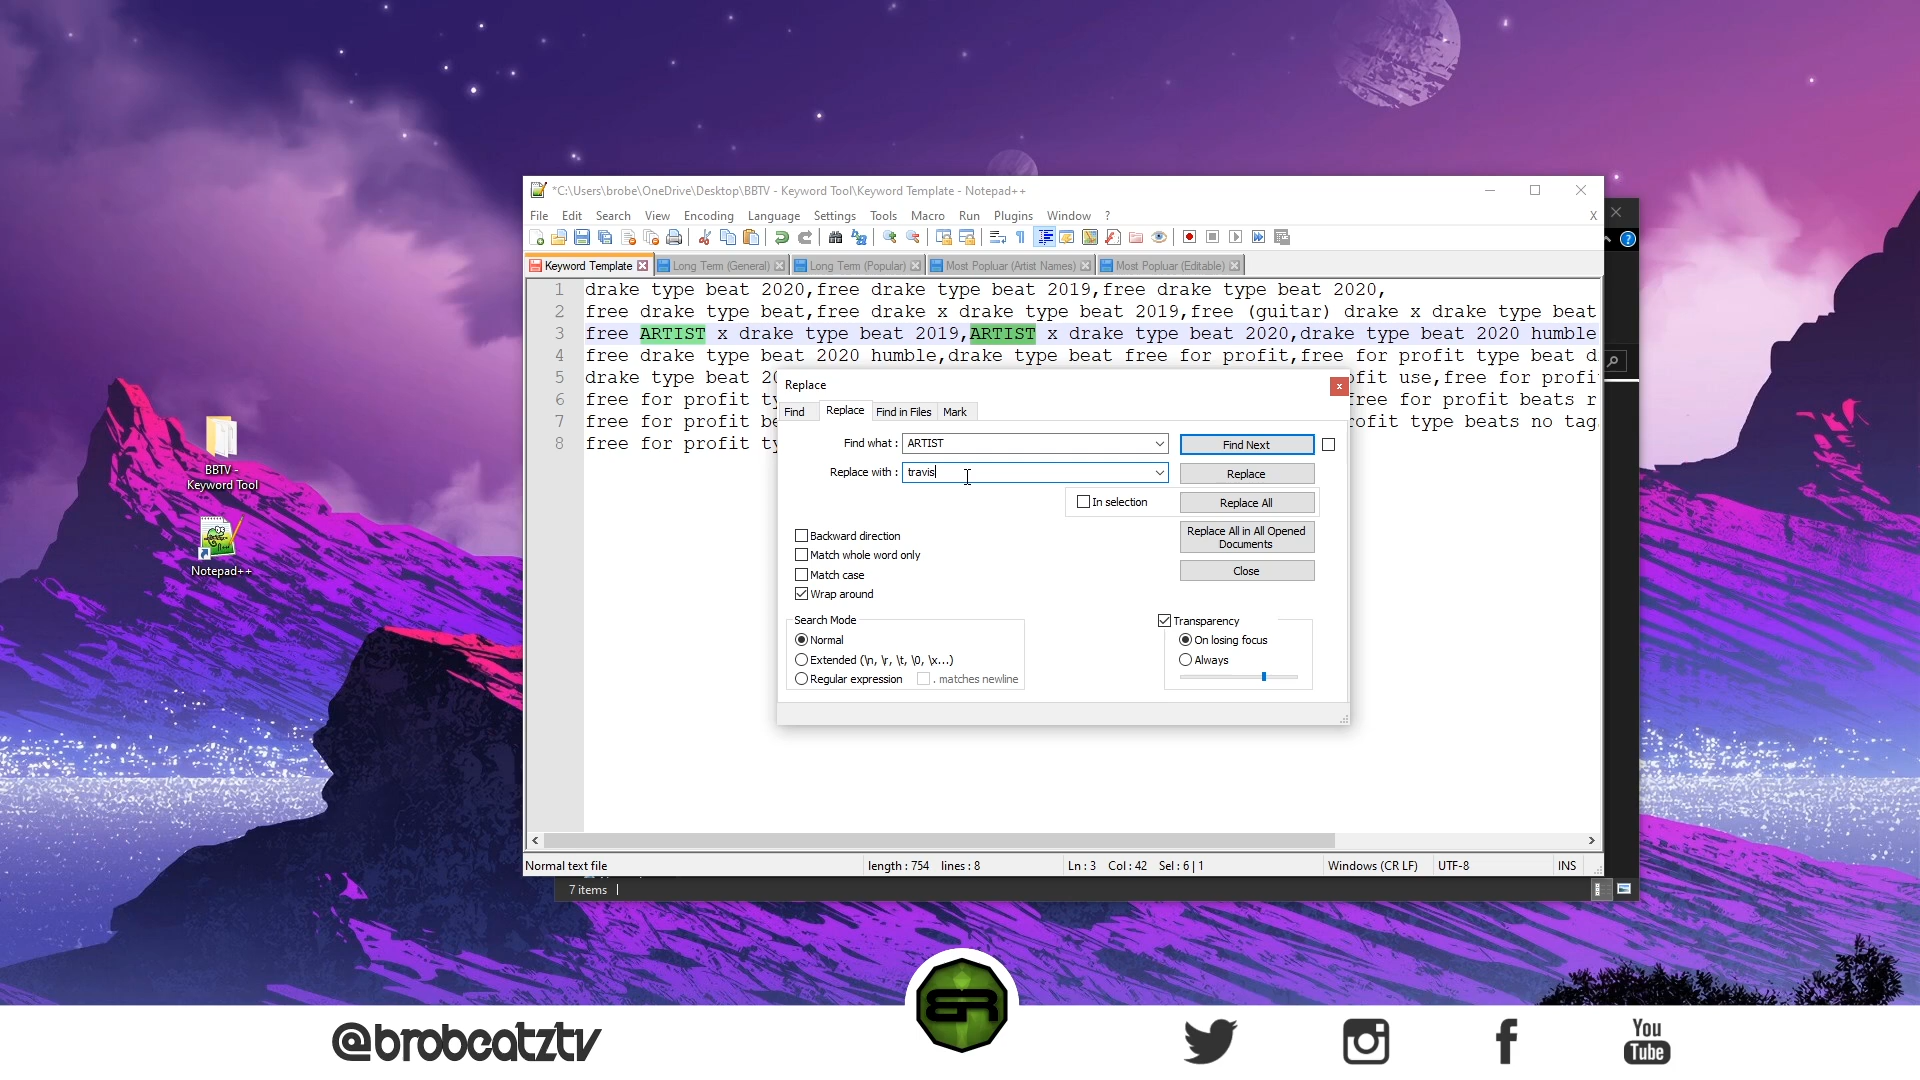 *C:\Users\brobe\OneDrive\Desktop\BBTV - Keyword Tool\Keyword Template - Notepad++
File Edit Search View Encoding Language Settings Tools Macro Run Plugins Window ? X
Keyword Template Long Term (General) Long Term (Popular) Most Popluar (Artist Names) Most Popluar (Editable)
1 drake type beat 2020,free drake type beat 2019,free drake type beat 2020,
2 free drake type beat,free drake x drake type beat 2019,free (guitar) drake x drake type beat
3 free ARTIST x drake type beat 2019,ARTIST x drake type beat 2020,drake type beat 2020 humble
4 free drake type beat 2020 humble,drake type beat free for profit,free for profit type beat d
5 drake type beat 20 ofit use,free for profi
6 free for profit ty free for profit beats r
7 free for profit be ofit type beats no tag
8 free for profit ty
Replace
Find Replace Find in Files Mark
Find what : ARTIST Find Next
Replace with : travis Replace
In selection Replace All
Replace All in All Opened
Documents
Close
Backward direction
Match whole word only
Match case
Wrap around
Search Mode
Normal
Extended (\n, \r, \t, \0, \x...)
Regular expression . matches newline
Transparency
On losing focus
Always
Normal text file length : 754 lines : 8 Ln : 3 Col : 42 Sel : 6 | 1 Windows (CR LF) UTF-8 INS
7 items
BBTV -
Keyword Tool
Notepad++
@brobeatztv
BR
You
Tube